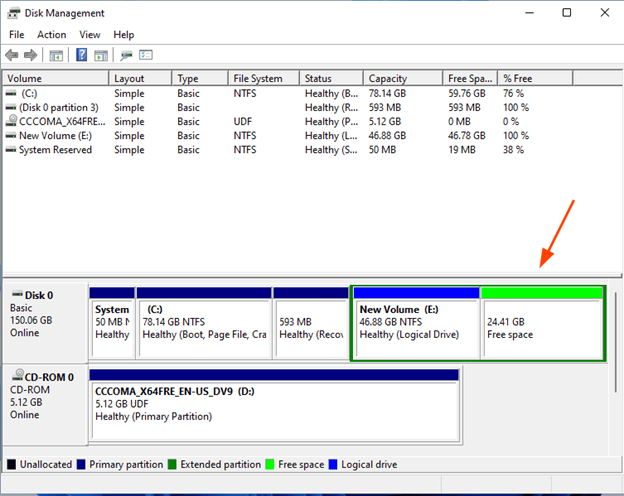 Disk Management
File Action View Help
Volume Layout Type File System Status Capacity Free Spa... % Free
(C:) Simple Basic NTFS Healthy (B... 78.14 GB 59.76 GB 76 %
(Disk 0 partition 3) Simple Basic Healthy (R... 593 MB 593 MB 100 %
CCCOMA_X64FRE... Simple Basic UDF Healthy (P... 5.12 GB 0 MB 0 %
New Volume (E:) Simple Basic NTFS Healthy (L... 46.88 GB 46.78 GB 100 %
System Reserved Simple Basic NTFS Healthy (S... 50 MB 19 MB 38 %
Disk 0
Basic
150.06 GB
Online
System
50 MB N
Healthy
(C:)
78.14 GB NTFS
Healthy (Boot, Page File, Cra
593 MB
Healthy (Recov
New Volume (E:)
46.88 GB NTFS
Healthy (Logical Drive)
24.41 GB
Free space
CD-ROM 0
CD-ROM
5.12 GB
Online
CCCOMA_X64FRE_EN-US_DV9 (D:)
5.12 GB UDF
Healthy (Primary Partition)
Unallocated Primary partition Extended partition Free space Logical drive